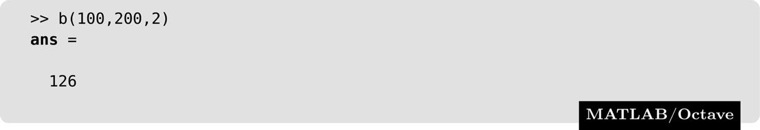 >> b(100,200,2)
ans =
126
MATLAB/Octave